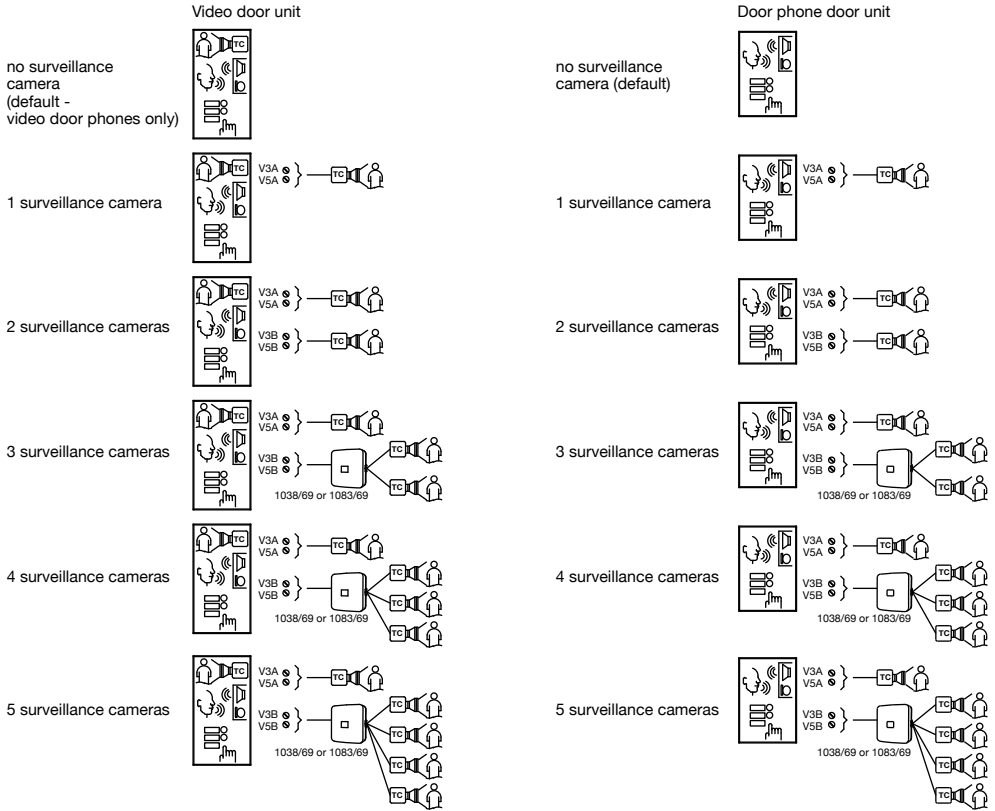 Video door unit
Door phone door unit
no surveillance
camera
(default -
video door phones only)
TC
no surveillance
camera (default)
1 surveillance camera
TC
V3A
V5A
TC
1 surveillance camera
V3A
V5A
TC
2 surveillance cameras
TC
V3A
V5A
TC
V3B
V5B
TC
2 surveillance cameras
V3A
V5A
TC
V3B
V5B
TC
3 surveillance cameras
TC
V3A
V5A
TC
V3B
V5B
TC
TC
1038/69 or 1083/69
3 surveillance cameras
V3A
V5A
TC
V3B
V5B
TC
TC
1038/69 or 1083/69
4 surveillance cameras
TC
V3A
V5A
TC
V3B
V5B
TC
TC
TC
1038/69 or 1083/69
4 surveillance cameras
V3A
V5A
TC
V3B
V5B
TC
TC
TC
1038/69 or 1083/69
5 surveillance cameras
TC
V3A
V5A
TC
V3B
V5B
TC
TC
TC
TC
1038/69 or 1083/69
5 surveillance cameras
V3A
V5A
TC
V3B
V5B
TC
TC
TC
TC
1038/69 or 1083/69